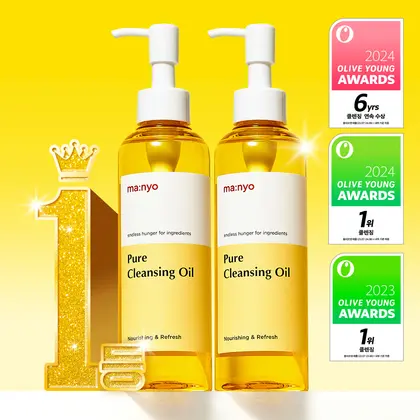 1등
ma:nyo
endless hunger for ingredients
Pure
Cleansing Oil
Nourishing & Refresh
ma:nyo
endless hunger for ingredients
Pure
Cleansing Oil
Nourishing & Refresh
2024
OLIVE YOUNG
AWARDS
6yrs
클렌징 연속 수상
2024
OLIVE YOUNG
AWARDS
1위
클렌징
2023
OLIVE YOUNG
AWARDS
1위
클렌징